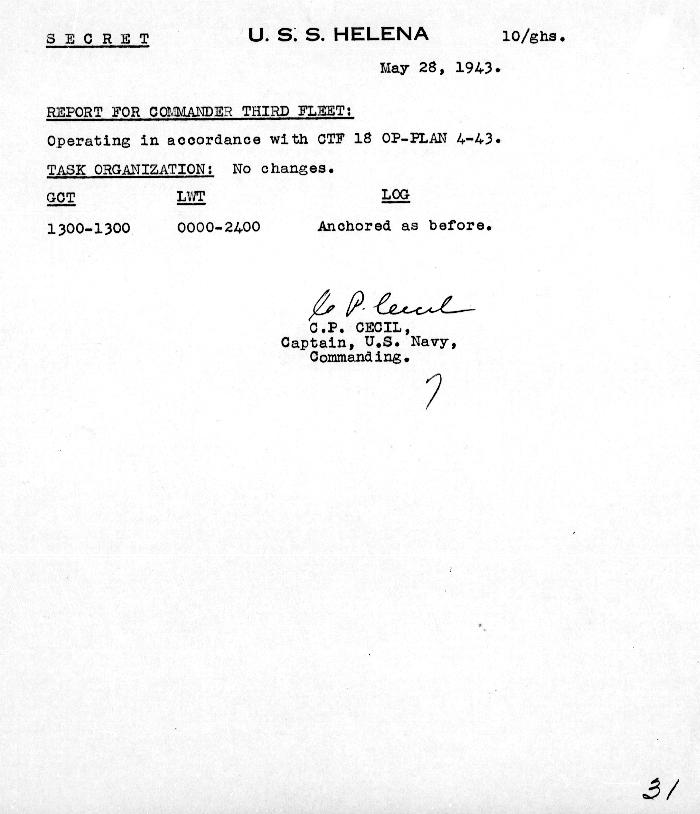 S E C R E T U. S. S. HELENA 10/ghs.
May 28, 1943.
REPORT FOR COMMANDER THIRD FLEET:
Operating in accordance with CTF 18 OP-PLAN 4-43.
TASK ORGANIZATION: No changes.
GCT LWT LOG
1300-1300 0000-2400 Anchored as before.
C P Cecil
C.P. CECIL,
Captain, U.S. Navy,
Commanding.
31